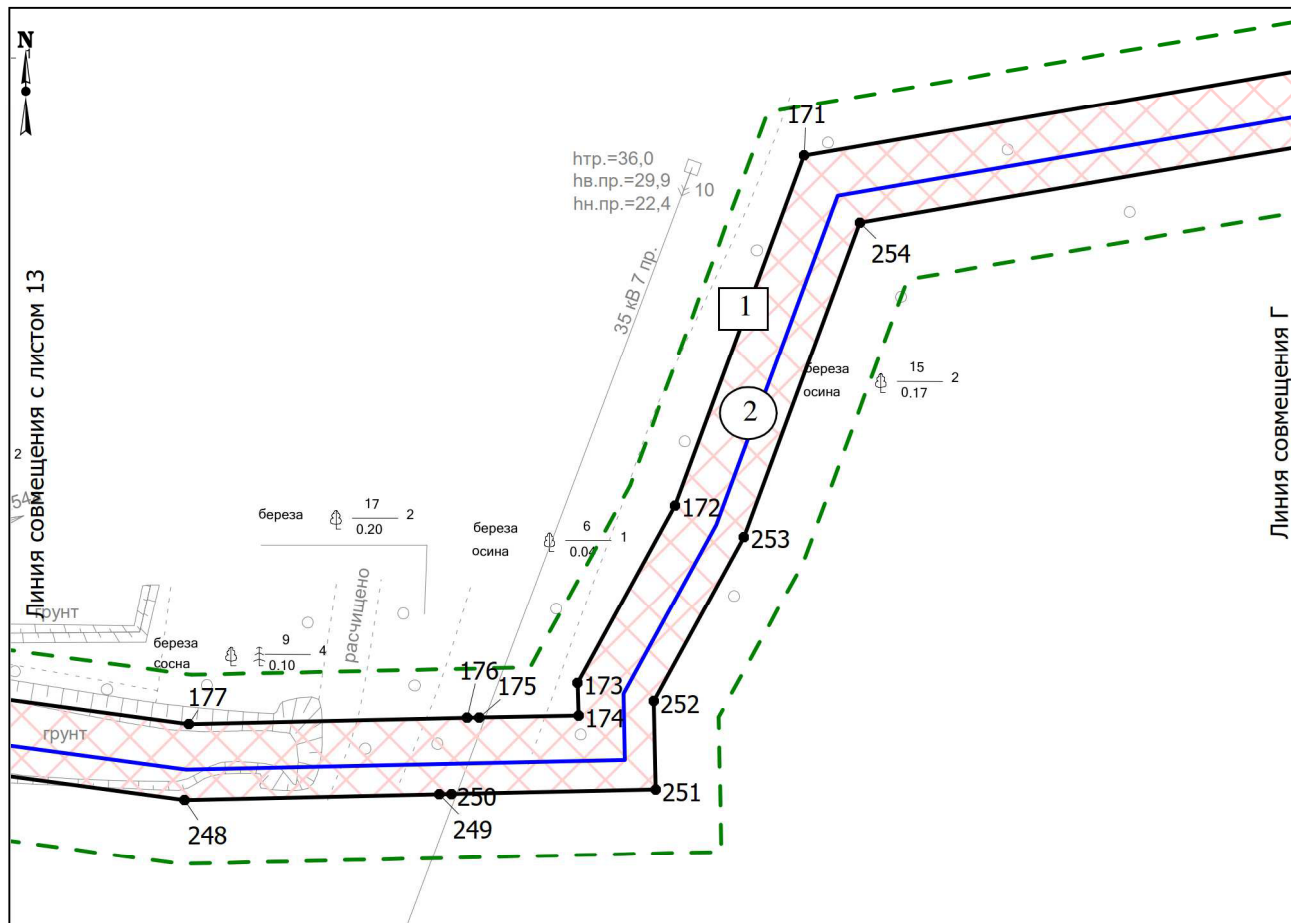 N
1
171
hтр.=36,0
hв.пр.=29,9
hн.пр.=22,4
10
254
35 кВ 7 пр.
1
Линия совмещения с листом 13
Линия совмещения Г
береза
осина
15
0.17
2
2
2
береза
17
0.20
2
172
береза
осина
6
0.04
1
253
грунт
расчищено
береза
сосна
9
0.10
4
176
175
173
252
177
174
грунт
250
251
248
249